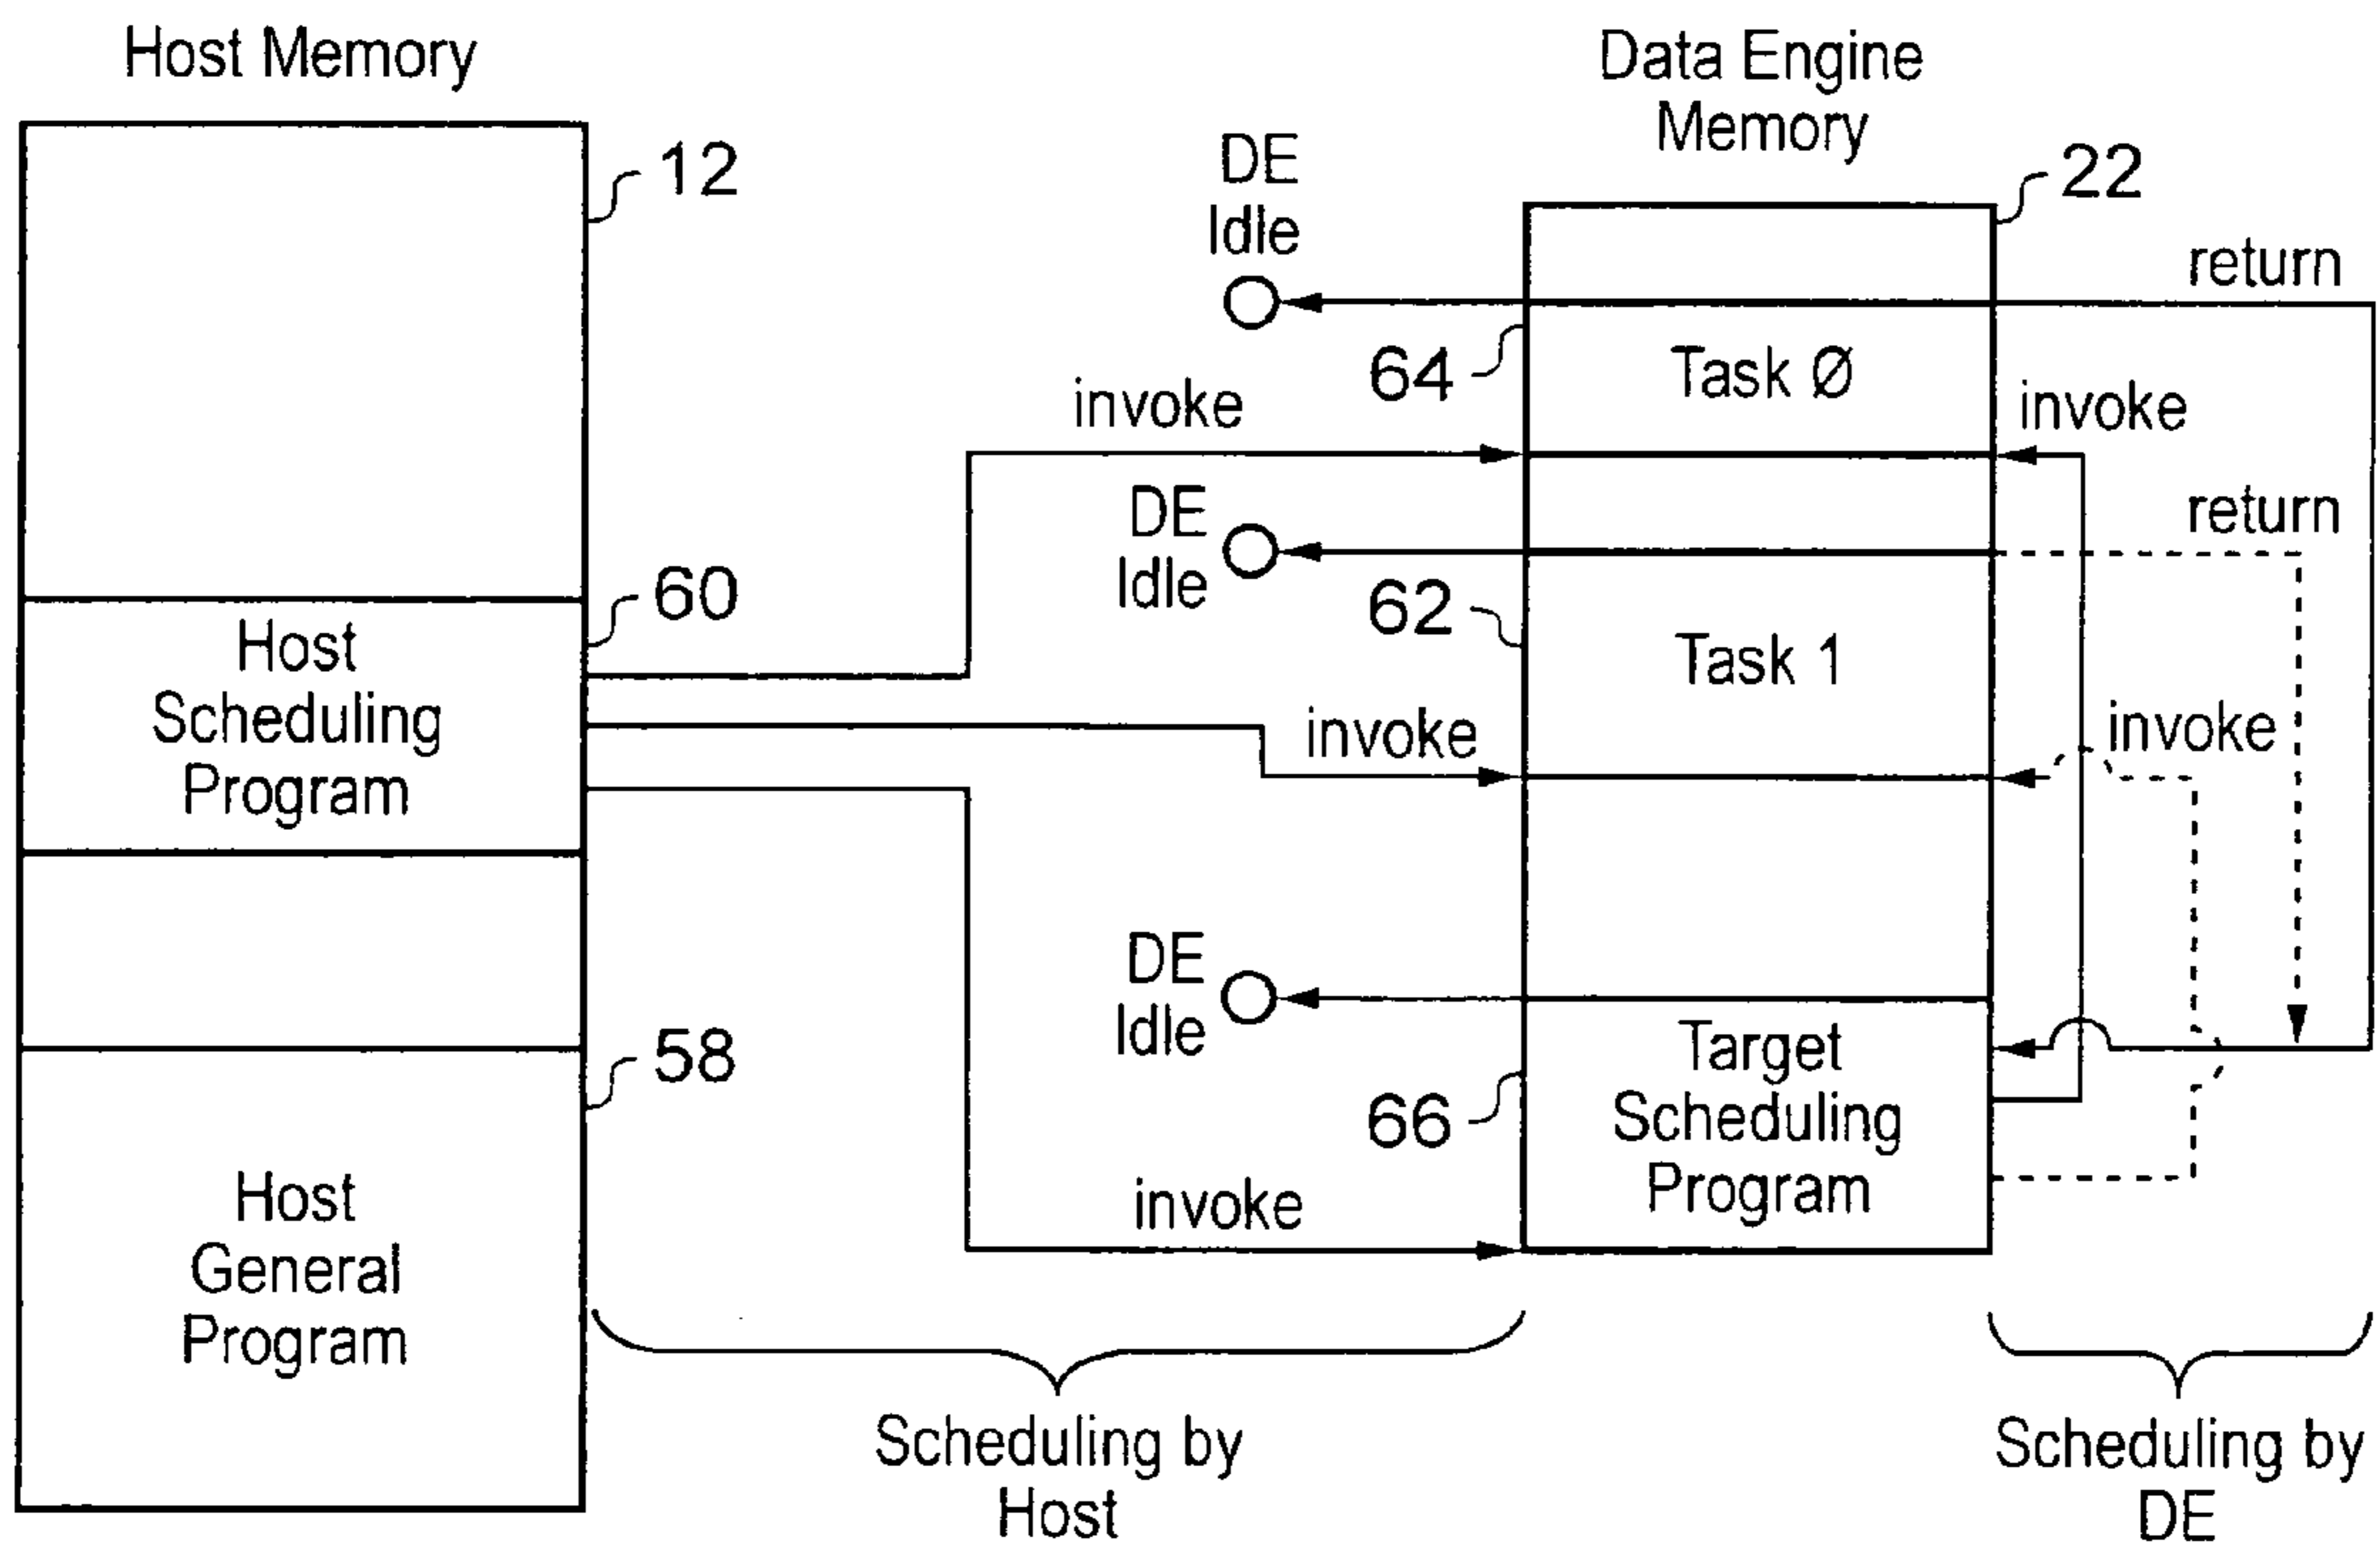 Host Memory
12
60
Host
Scheduling
Program
58
Host
General
Program
Data Engine
Memory
22
DE
Idle
return
64
Task Ø
invoke
invoke
DE
Idle
return
62
Task 1
invoke
invoke
DE
Idle
66
Target
Scheduling
Program
invoke
Scheduling by
Host
Scheduling by
DE